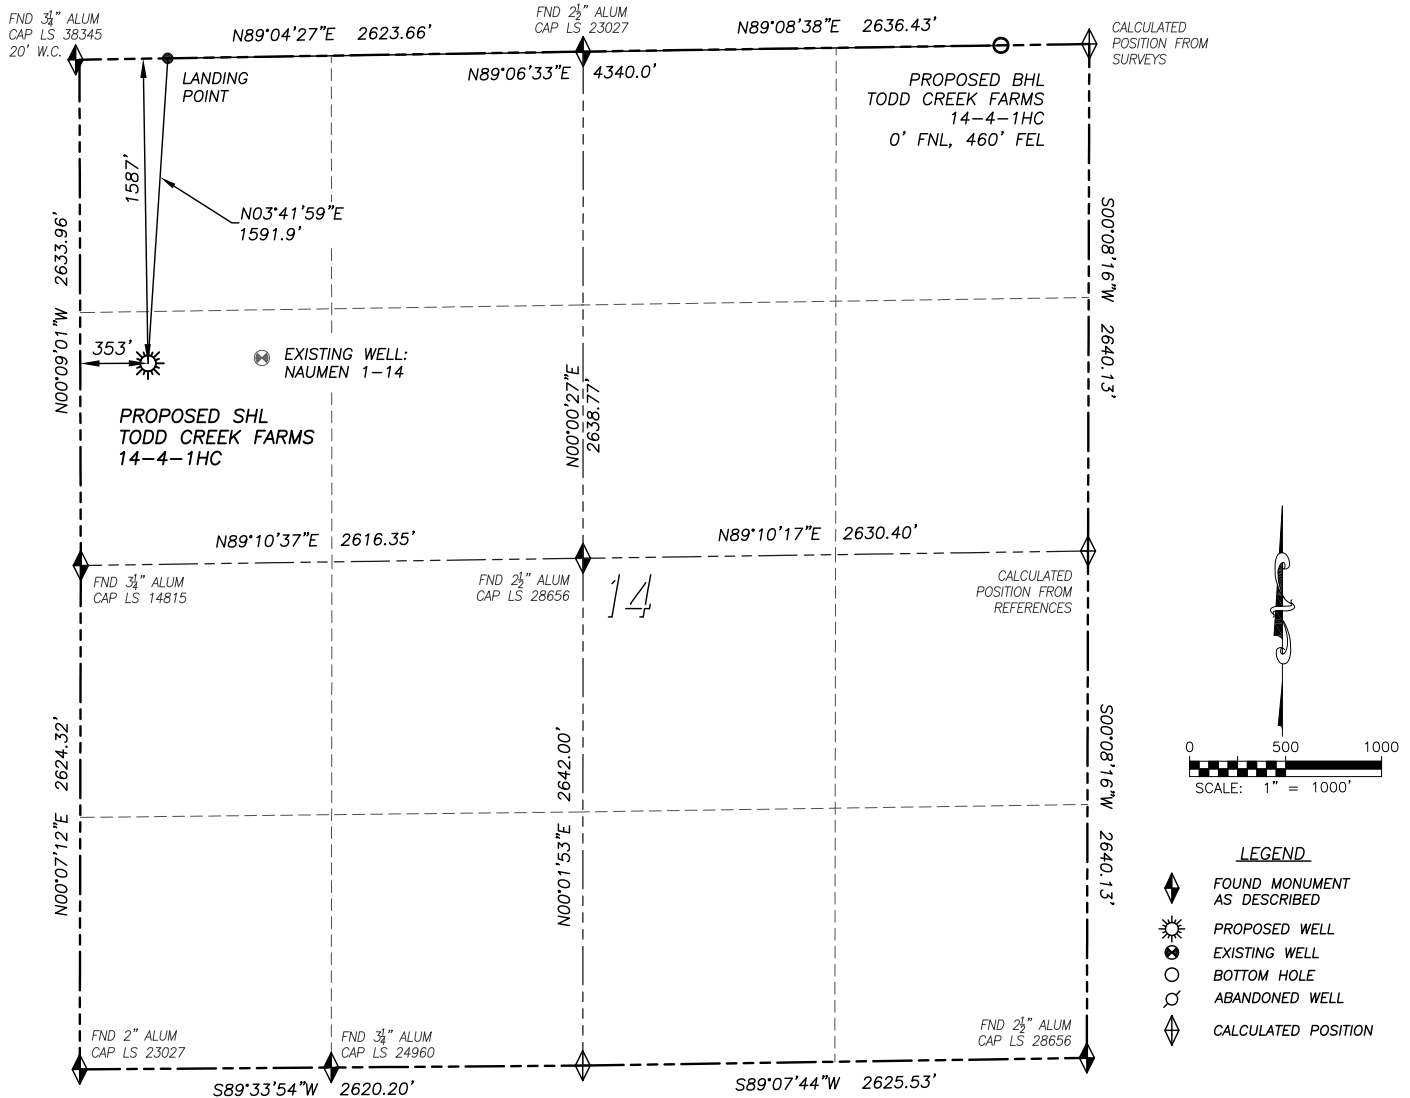 FND 3¼" ALUM
CAP LS 38345
20' W.C.
N89°04'27"E 2623.66'
FND 2½" ALUM
CAP LS 23027
N89°08'38"E 2636.43'
CALCULATED
POSITION FROM
SURVEYS
LANDING
POINT
N89°06'33"E 4340.0'
PROPOSED BHL
TODD CREEK FARMS
14-4-1HC
0' FNL, 460' FEL
1587'
N03°41'59"E
1591.9'
N00°09'01"W 2633.96'
S00°08'16"W 2640.13'
353'
EXISTING WELL:
NAUMEN 1-14
PROPOSED SHL
TODD CREEK FARMS
14-4-1HC
N00°00'27"E
2638.77'
N89°10'37"E 2616.35'
N89°10'17"E 2630.40'
FND 3¼" ALUM
CAP LS 14815
FND 2½" ALUM
CAP LS 28656
14
CALCULATED
POSITION FROM
REFERENCES
N00°07'12"E 2624.32'
N00°01'53"E 2642.00'
S00°08'16"W 2640.13'
0 500 1000
SCALE: 1" = 1000'
LEGEND
FOUND MONUMENT
AS DESCRIBED
PROPOSED WELL
EXISTING WELL
BOTTOM HOLE
ABANDONED WELL
CALCULATED POSITION
FND 2" ALUM
CAP LS 23027
FND 3¼" ALUM
CAP LS 24960
FND 2½" ALUM
CAP LS 28656
S89°33'54"W 2620.20'
S89°07'44"W 2625.53'